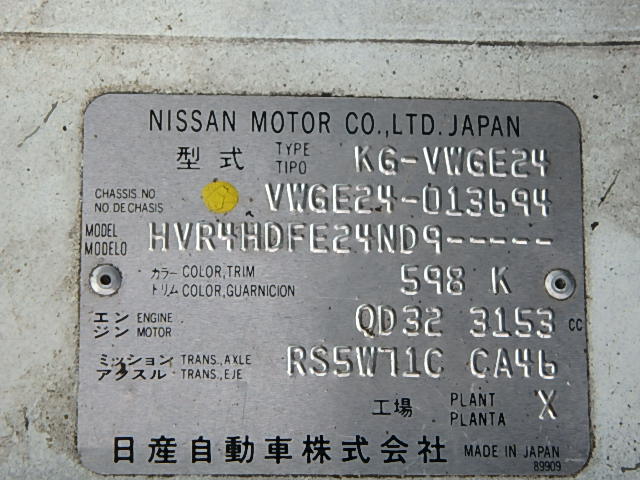 NISSAN MOTOR CO.,LTD. JAPAN
型式 TYPE TIPO KG-VWGE24
CHASSIS NO NO DE CHASIS VWGE24-013694
MODEL MODELO HVR4HDFE24ND9-----
カラー COLOR,TRIM トリム COLOR,GUARNICION 598 K
エンジン ENGINE MOTOR QD32 3153 CC
ミッション TRANS.,AXLE アクスル TRANS.,EJE RS5W71C CA46
工場 PLANT PLANTA X
日産自動車株式会社 MADE IN JAPAN
89909